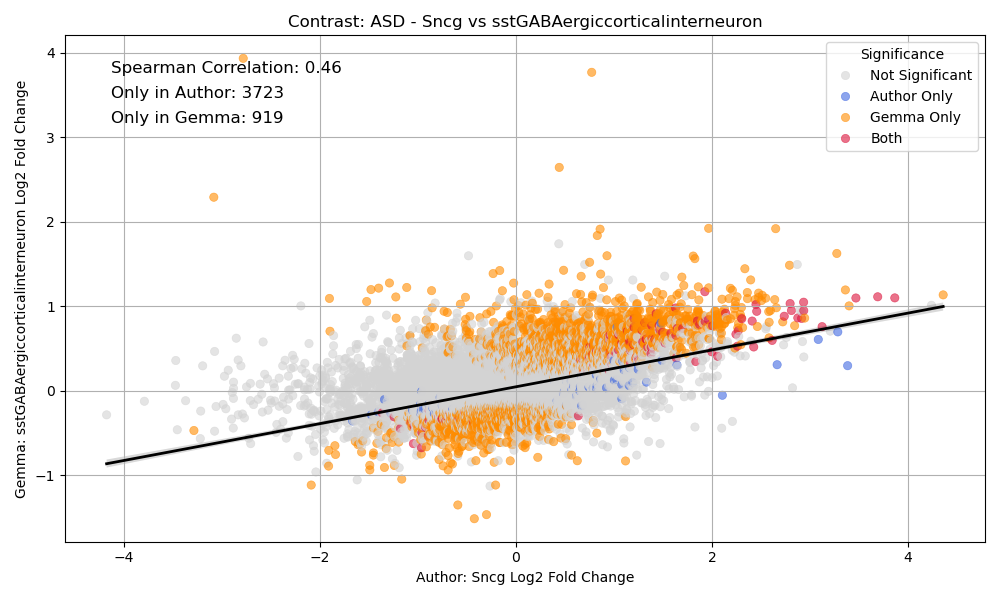 Contrast: ASD - Sncg vs sstGABAergiccorticalinterneuron
Spearman Correlation: 0.46
Only in Author: 3723
Only in Gemma: 919
Significance
Not Significant
Author Only
Gemma Only
Both
4
3
2
1
0
−1
Gemma: sstGABAergiccorticalinterneuron Log2 Fold Change
−4
−2
0
2
4
Author: Sncg Log2 Fold Change